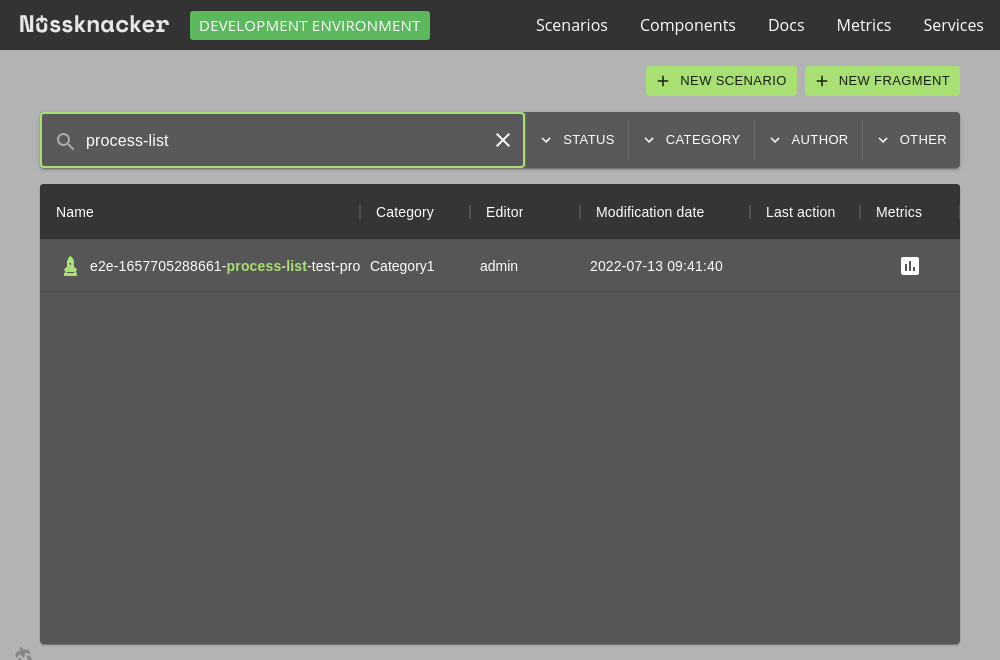 Nussknacker DEVELOPMENT ENVIRONMENT Scenarios Components Docs Metrics Services
NEW SCENARIO NEW FRAGMENT
process-list STATUS CATEGORY AUTHOR OTHER
Name Category Editor Modification date Last action Metrics
e2e-1657705288661-process-list-test-pro Category1 admin 2022-07-13 09:41:40